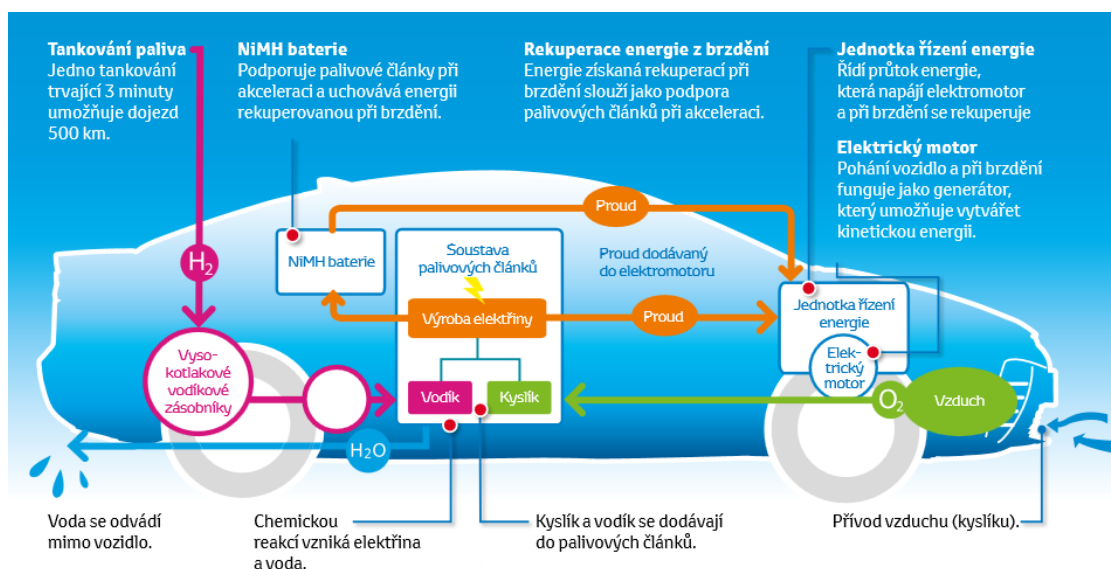 Tankování paliva
Jedno tankování
trvající 3 minuty
umožňuje dojezd
500 km.
NiMH baterie
Podporuje palivové články při
akceleraci a uchovává energii
rekuperovanou při brzdění.
Rekuperace energie z brzdění
Energie získaná rekuperací při
brzdění slouží jako podpora
palivových článků při akceleraci.
Jednotka řízení energie
Řídí průtok energie,
která napájí elektromotor
a při brzdění se rekuperuje
Elektrický motor
Pohání vozidlo a při brzdění
funguje jako generátor,
který umožňuje vytvářet
kinetickou energii.
Proud
H2
NiMH baterie
Soustava
palivových článků
Proud dodávaný
do elektromotoru
Výroba elektřiny
Proud
Jednotka řízení
energie
Elek-
trický
motor
Vyso-
kotlakové
vodíkové
zásobníky
Vodík
Kyslík
O2
Vzduch
H2O
Voda se odvádí
mimo vozidlo.
Chemickou
reakcí vzniká elektřina
a voda.
Kyslík a vodík se dodávají
do palivových článků.
Přívod vzduchu (kyslíku).